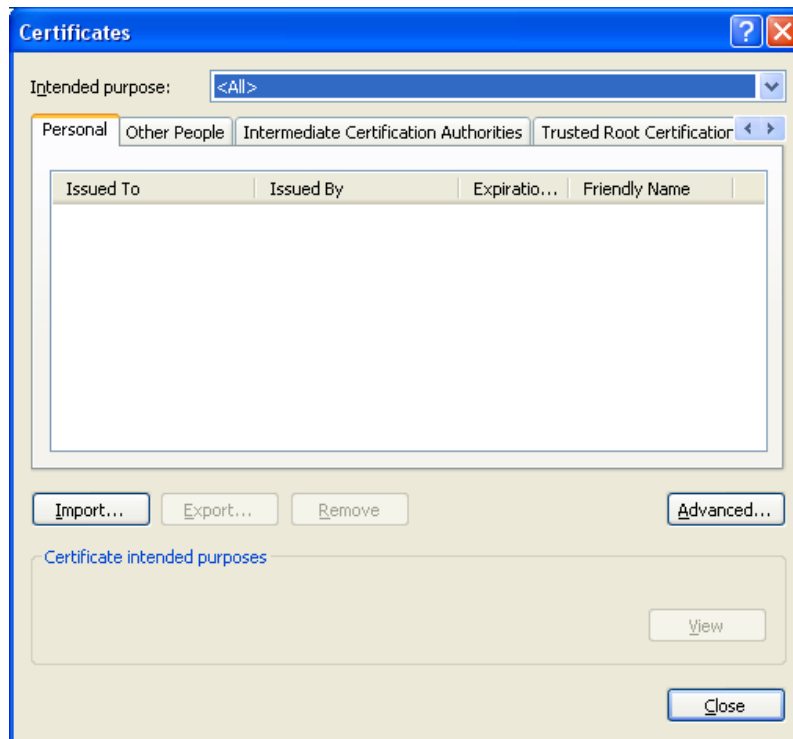 Certificates
Intended purpose: <All>
Personal Other People Intermediate Certification Authorities Trusted Root Certification
Issued To Issued By Expiratio... Friendly Name
Import... Export... Remove Advanced...
Certificate intended purposes
View
Close